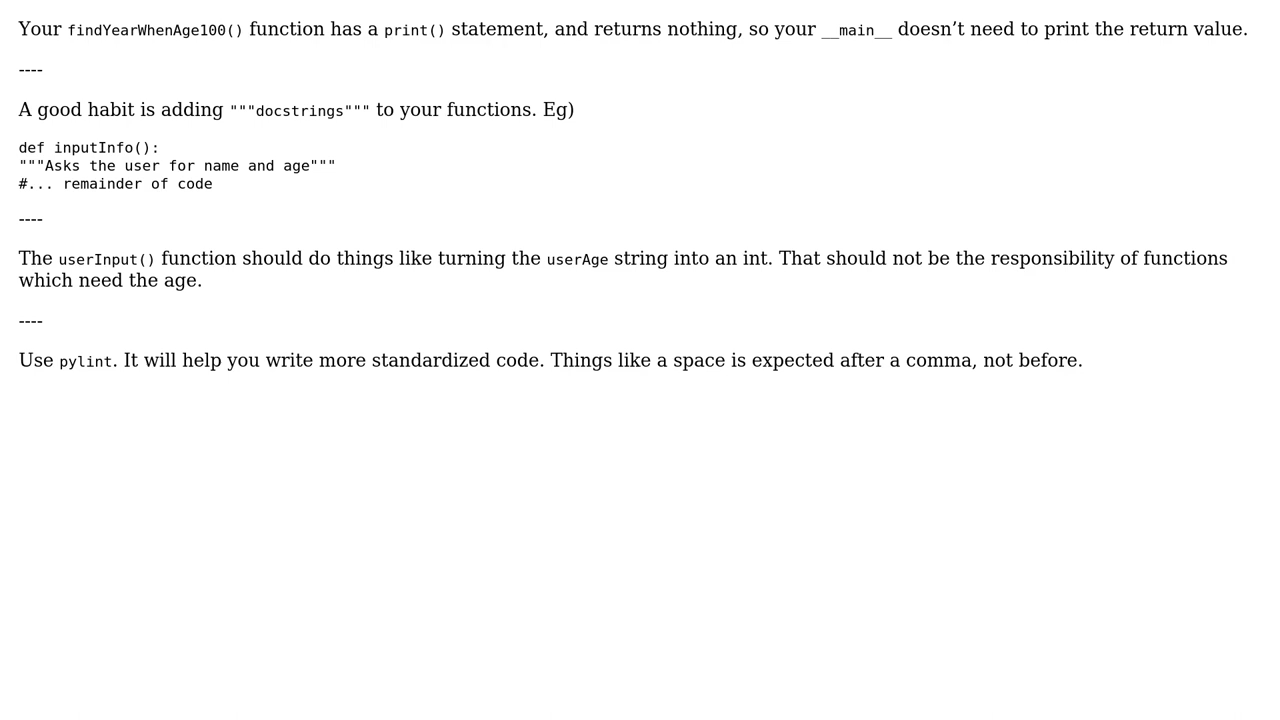 Your findYearWhenAge100() function has a print() statement, and returns nothing, so your __main__ doesn’t need to print the return value.
----
A good habit is adding """docstrings""" to your functions. Eg)
def inputInfo():
"""Asks the user for name and age"""
#... remainder of code
----
The userInput() function should do things like turning the userAge string into an int. That should not be the responsibility of functions
which need the age.
----
Use pylint. It will help you write more standardized code. Things like a space is expected after a comma, not before.